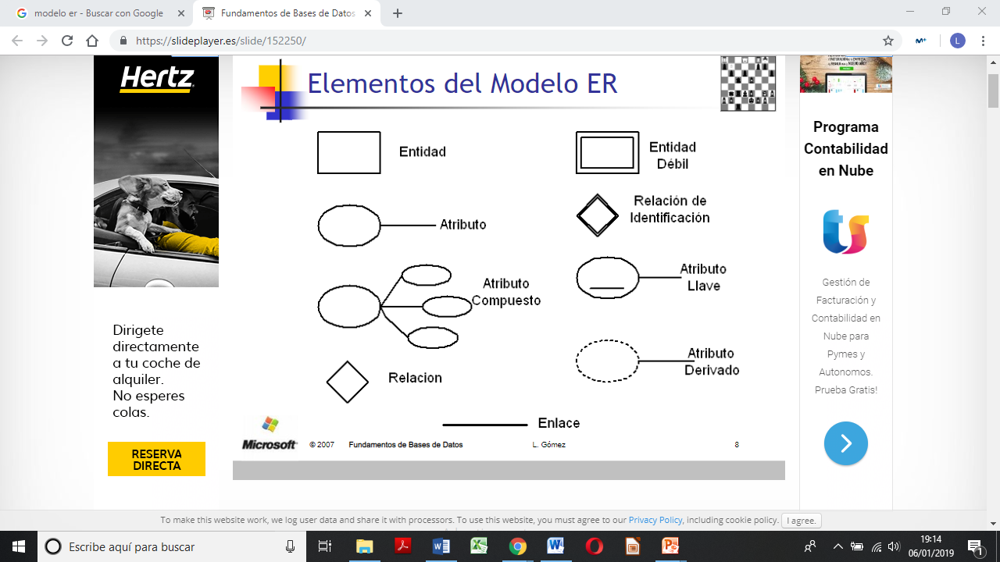 modelo er - Buscar con Google
Fundamentos de Bases de Datos
https://slideplayer.es/slide/152250/
L
Hertz
Dirigete
directamente
a tu coche de
alquiler.
No esperes
colas.
RESERVA
DIRECTA
Elementos del Modelo ER
Entidad
Entidad
Débil
Atributo
Relación de
Identificación
Atributo
Compuesto
Atributo
Llave
Relacion
Atributo
Derivado
Enlace
Microsoft
© 2007 Fundamentos de Bases de Datos L. Gómez 8
Programa
Contabilidad
en Nube
ts
Gestión de
Facturación y
Contabilidad en
Nube para
Pymes y
Autonomos.
Prueba Gratis!
To make this website work, we log user data and share it with processors. To use this website, you must agree to our Privacy Policy, including cookie policy. I agree.
Escribe aquí para buscar
19:14
06/01/2019
1